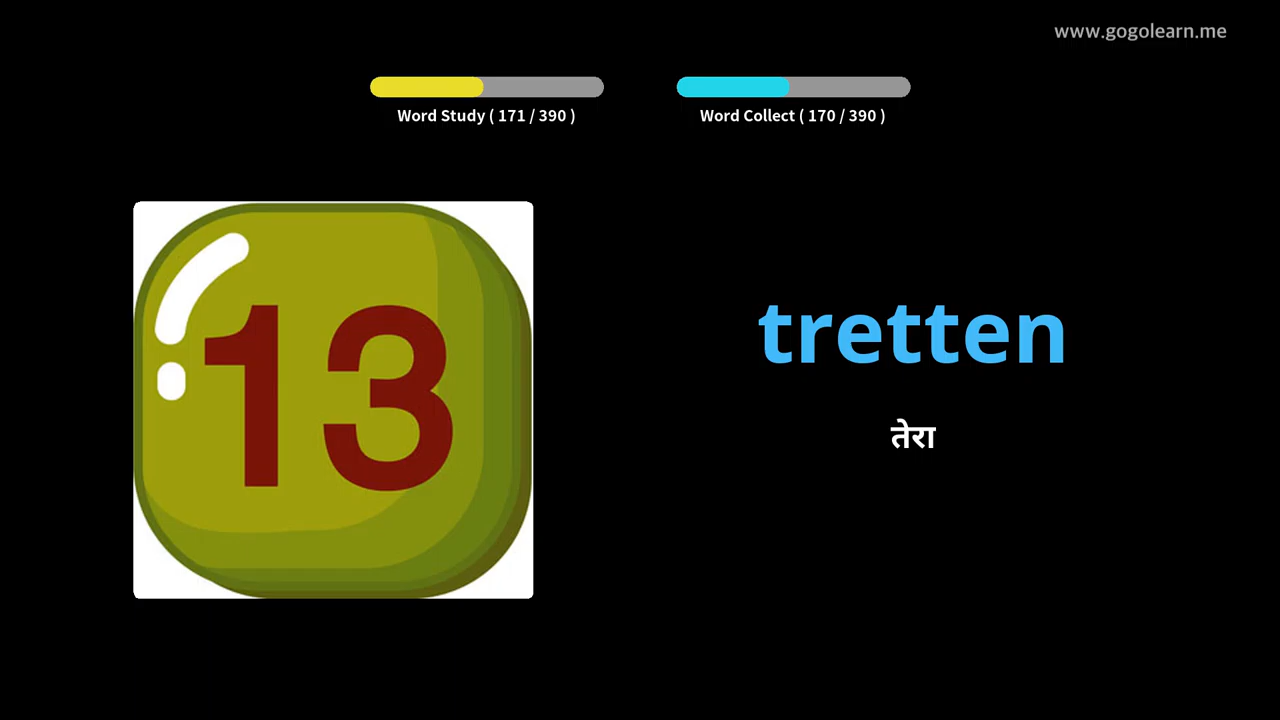 www.gogolearn.me
Word Study ( 171 / 390 )
Word Collect ( 170 / 390 )
13
tretten
तेरा